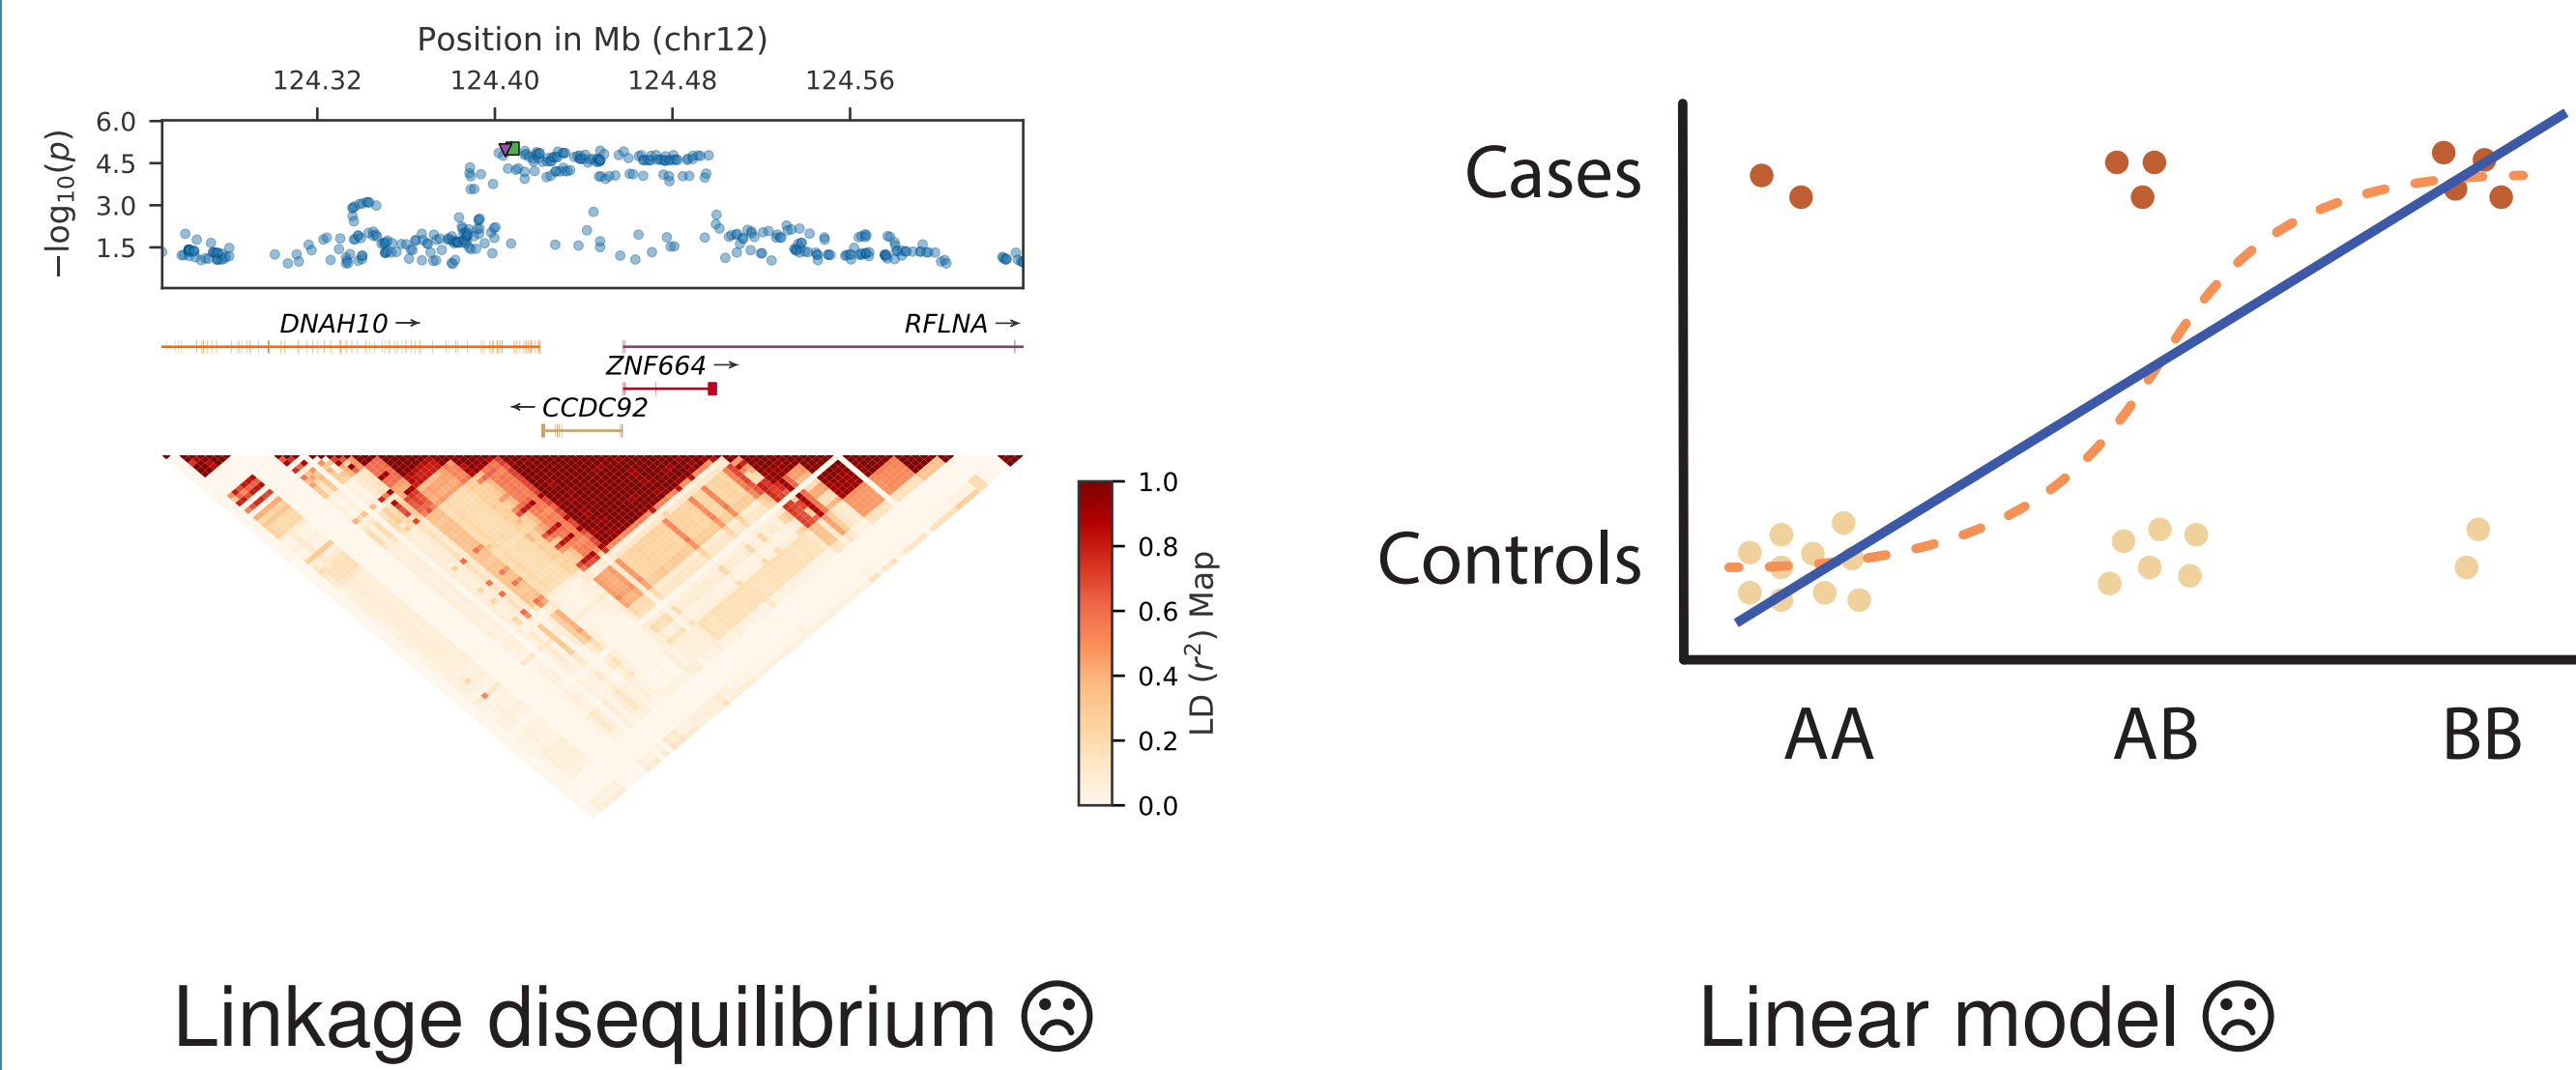 Position in Mb (chr12)
124.32 124.40 124.48 124.56
−log10(p)
6.0
4.5
3.0
1.5
DNAH10 →
RFLNA →
ZNF664 →
← CCDC92
1.0
0.8
0.6
0.4
0.2
0.0
LD (r²) Map
Linkage disequilibrium ☹
Cases
Controls
AA AB BB
Linear model ☹